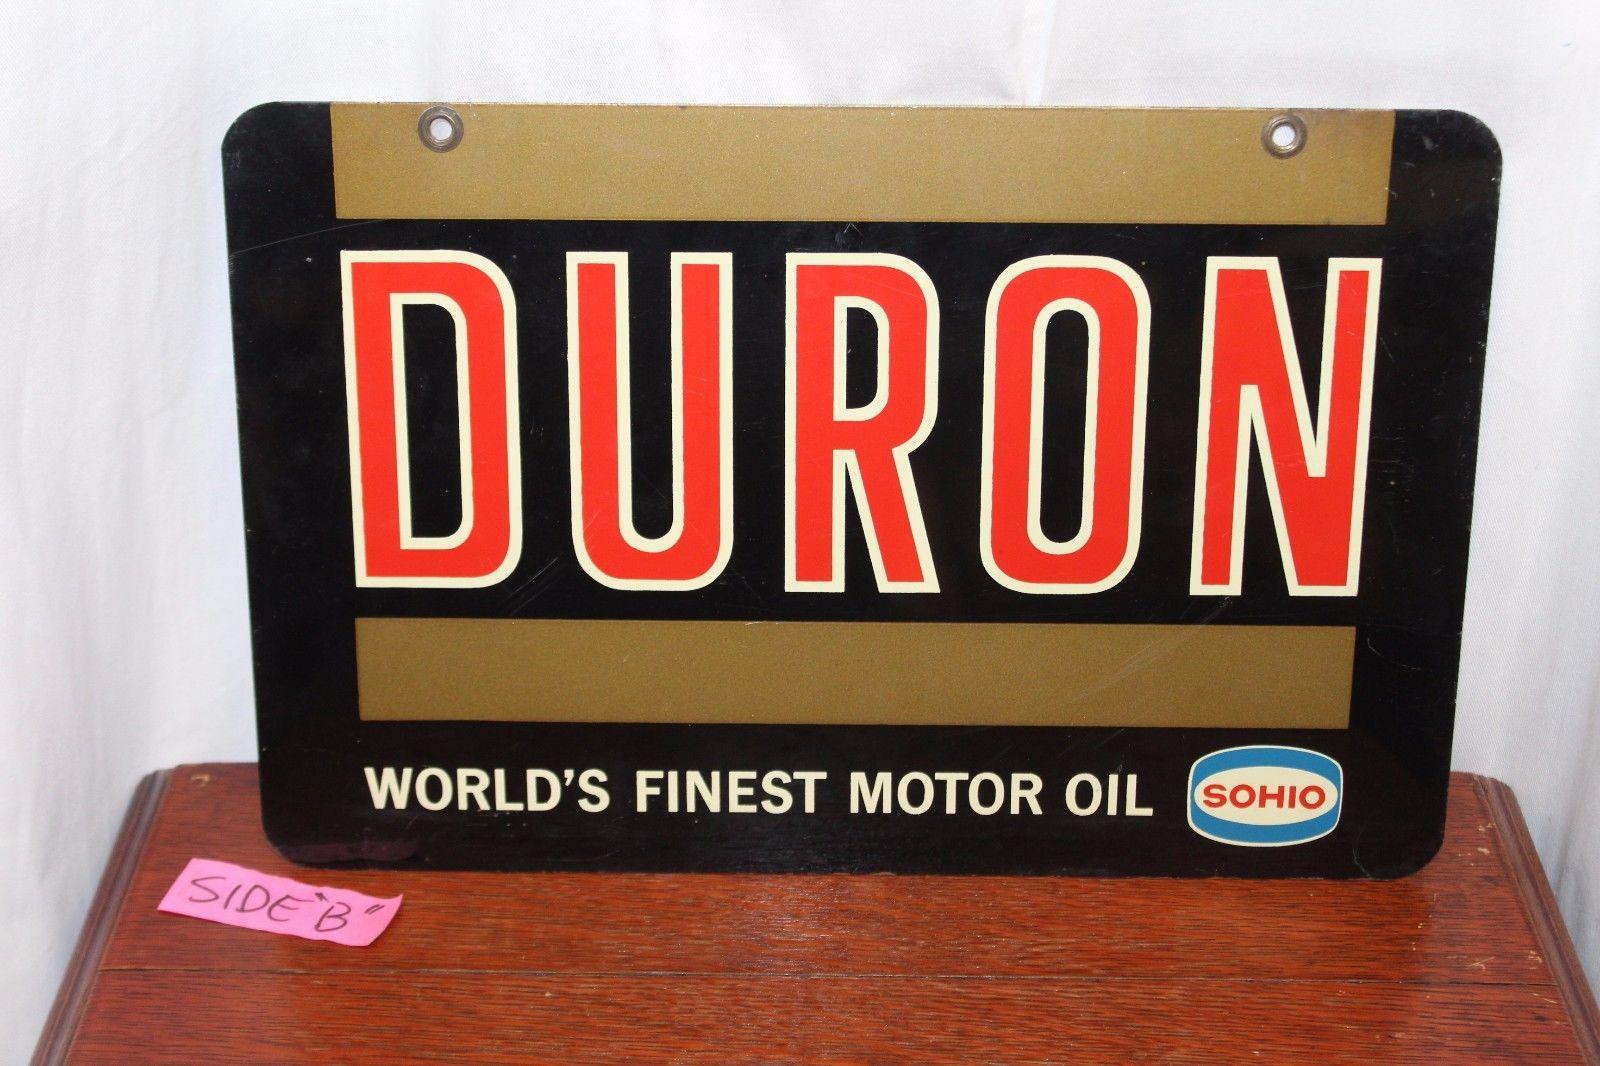 DURON
WORLD'S FINEST MOTOR OIL SOHIO
SIDE "B"